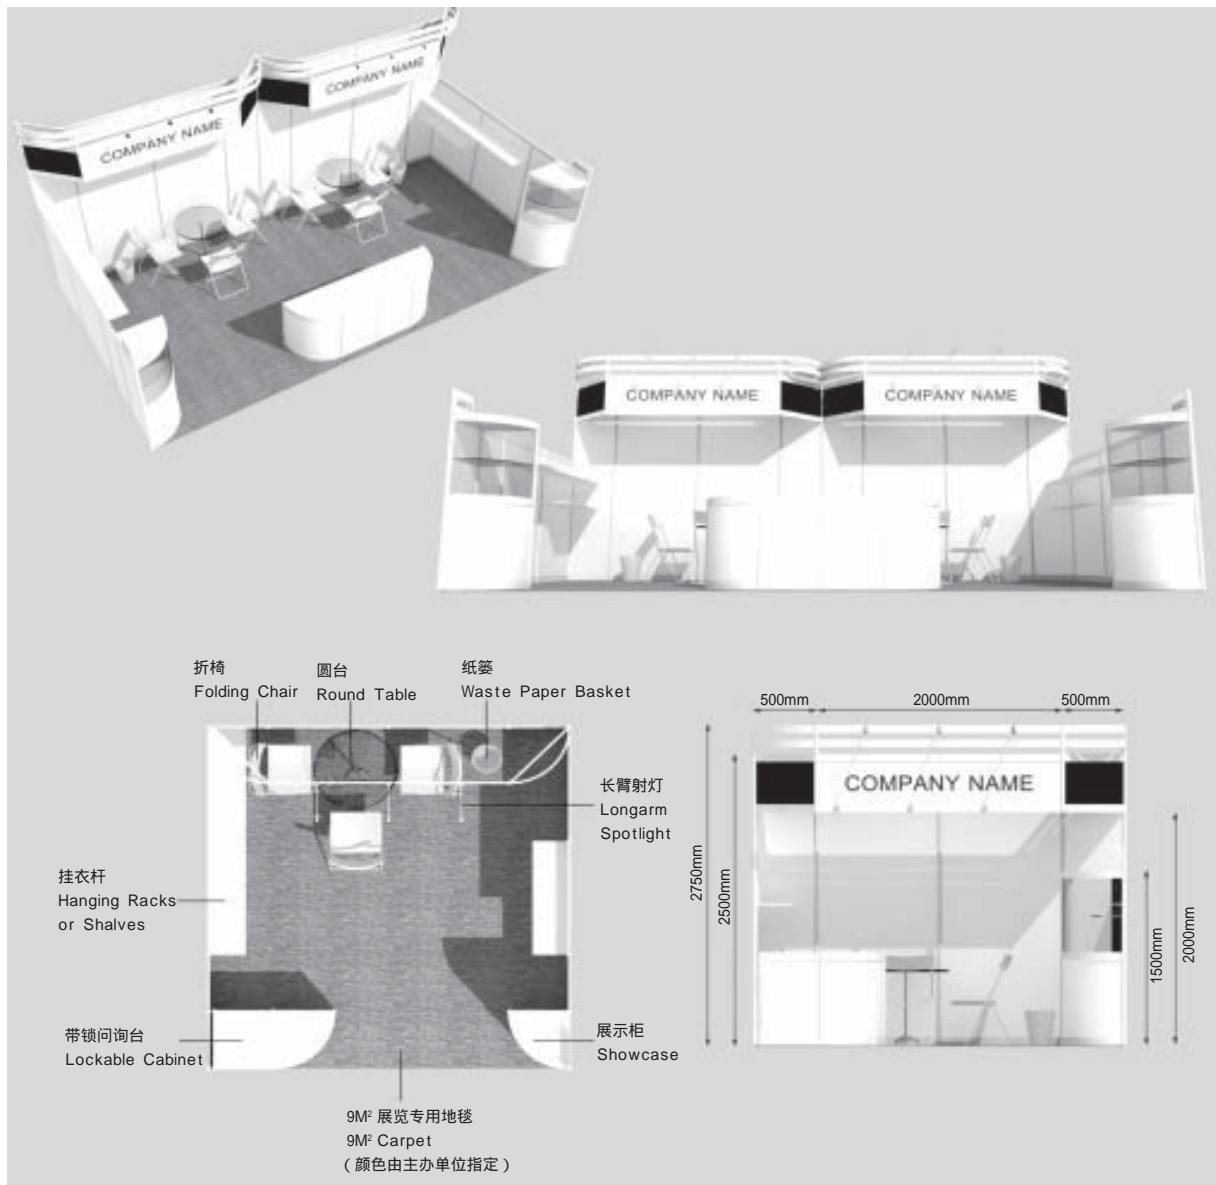 COMPANY NAME
COMPANY NAME
COMPANY NAME
COMPANY NAME
折椅
Folding Chair
圆台
Round Table
纸篓
Waste Paper Basket
长臂射灯
Longarm
Spotlight
挂衣杆
Hanging Racks
or Shalves
带锁问询台
Lockable Cabinet
展示柜
Showcase
9M² 展览专用地毯
9M² Carpet
(颜色由主办单位指定)
500mm
2000mm
500mm
COMPANY NAME
2750mm
2500mm
1500mm
2000mm